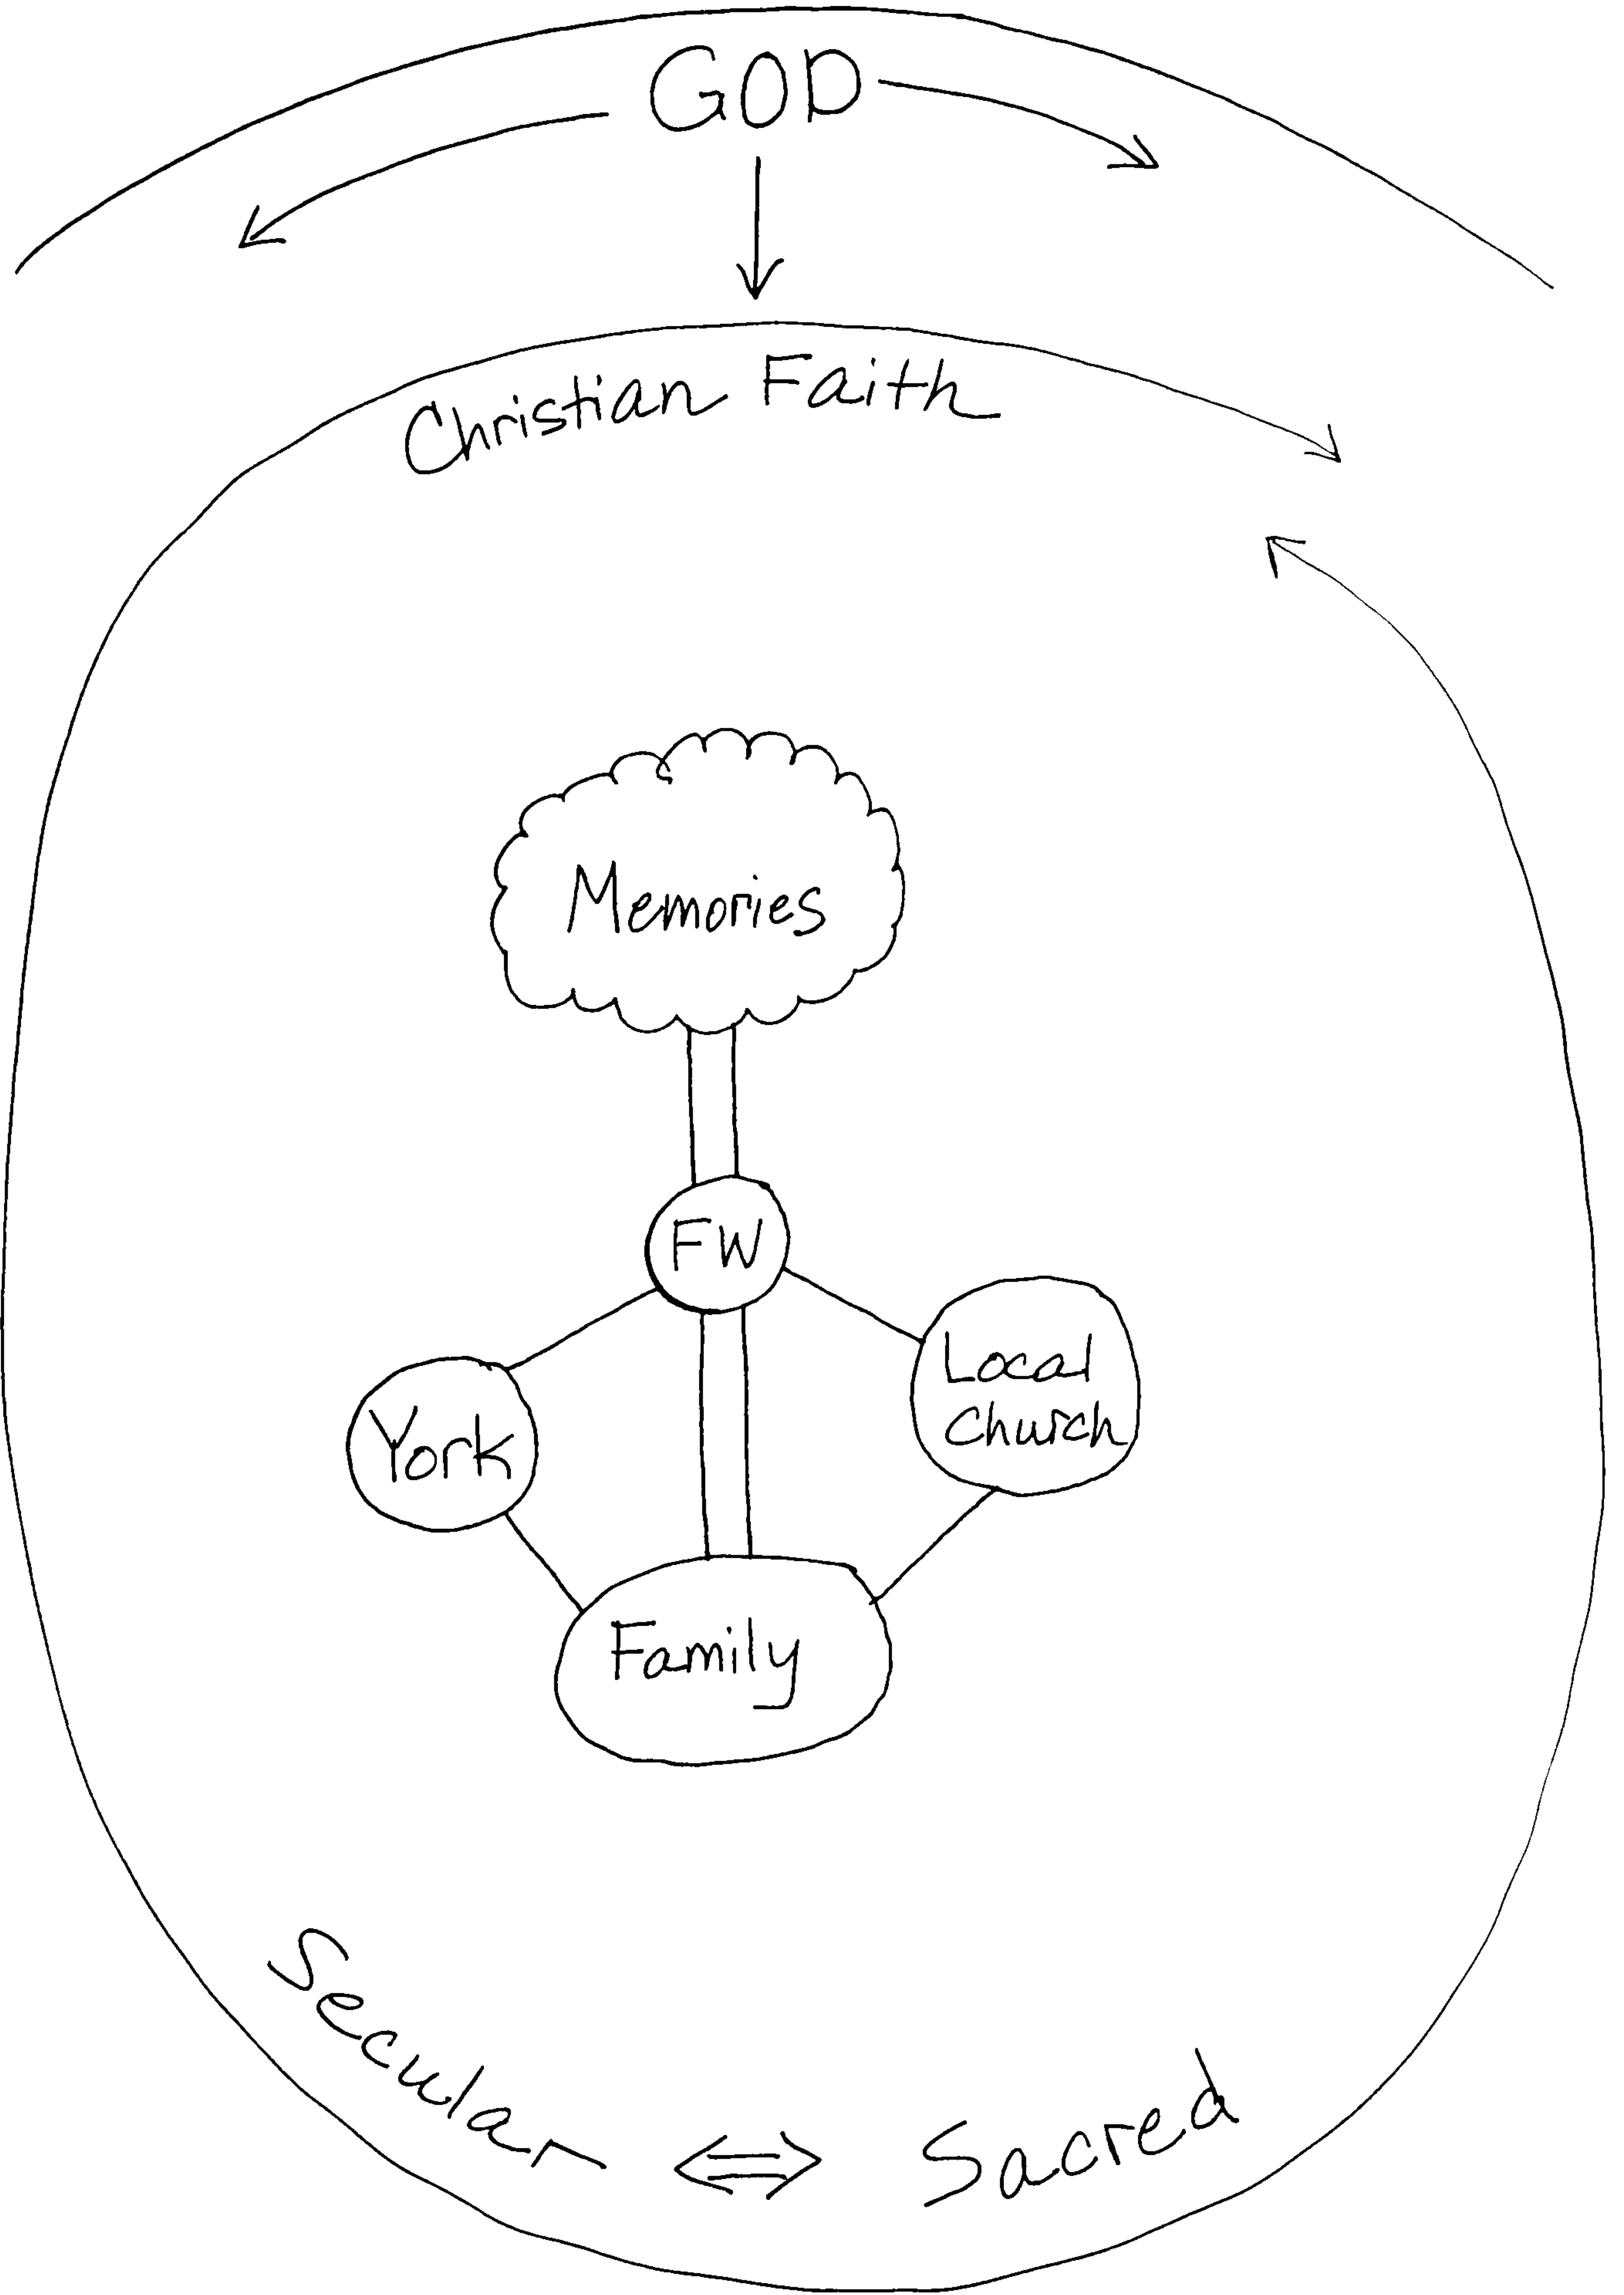 GOD
Christian Faith
Memories
FW
Local
Church
York
Family
Secular ⇔ Sacred